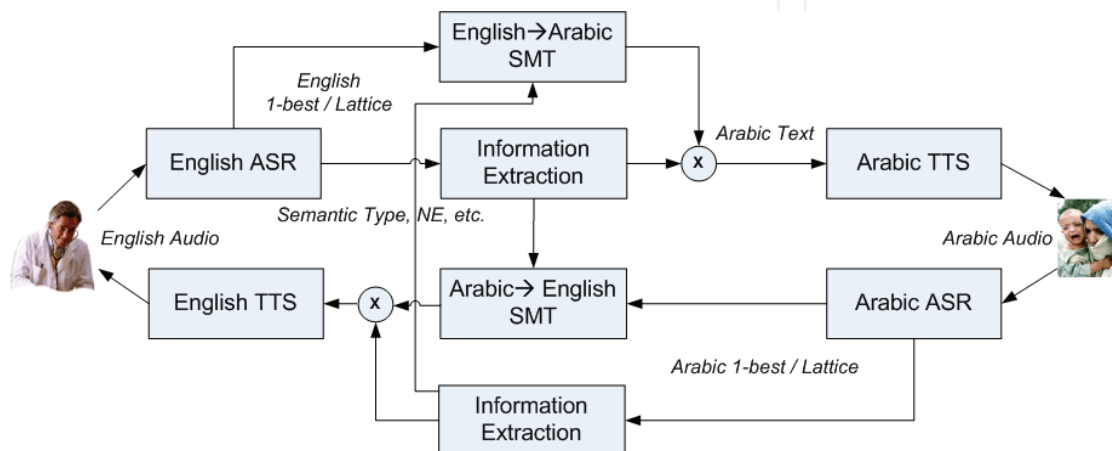 English→Arabic
SMT
English
1-best / Lattice
Arabic Text
English ASR
Information
Extraction
x
Arabic TTS
Semantic Type, NE, etc.
English Audio
Arabic Audio
English TTS
x
Arabic→ English
SMT
Arabic ASR
Arabic 1-best / Lattice
Information
Extraction